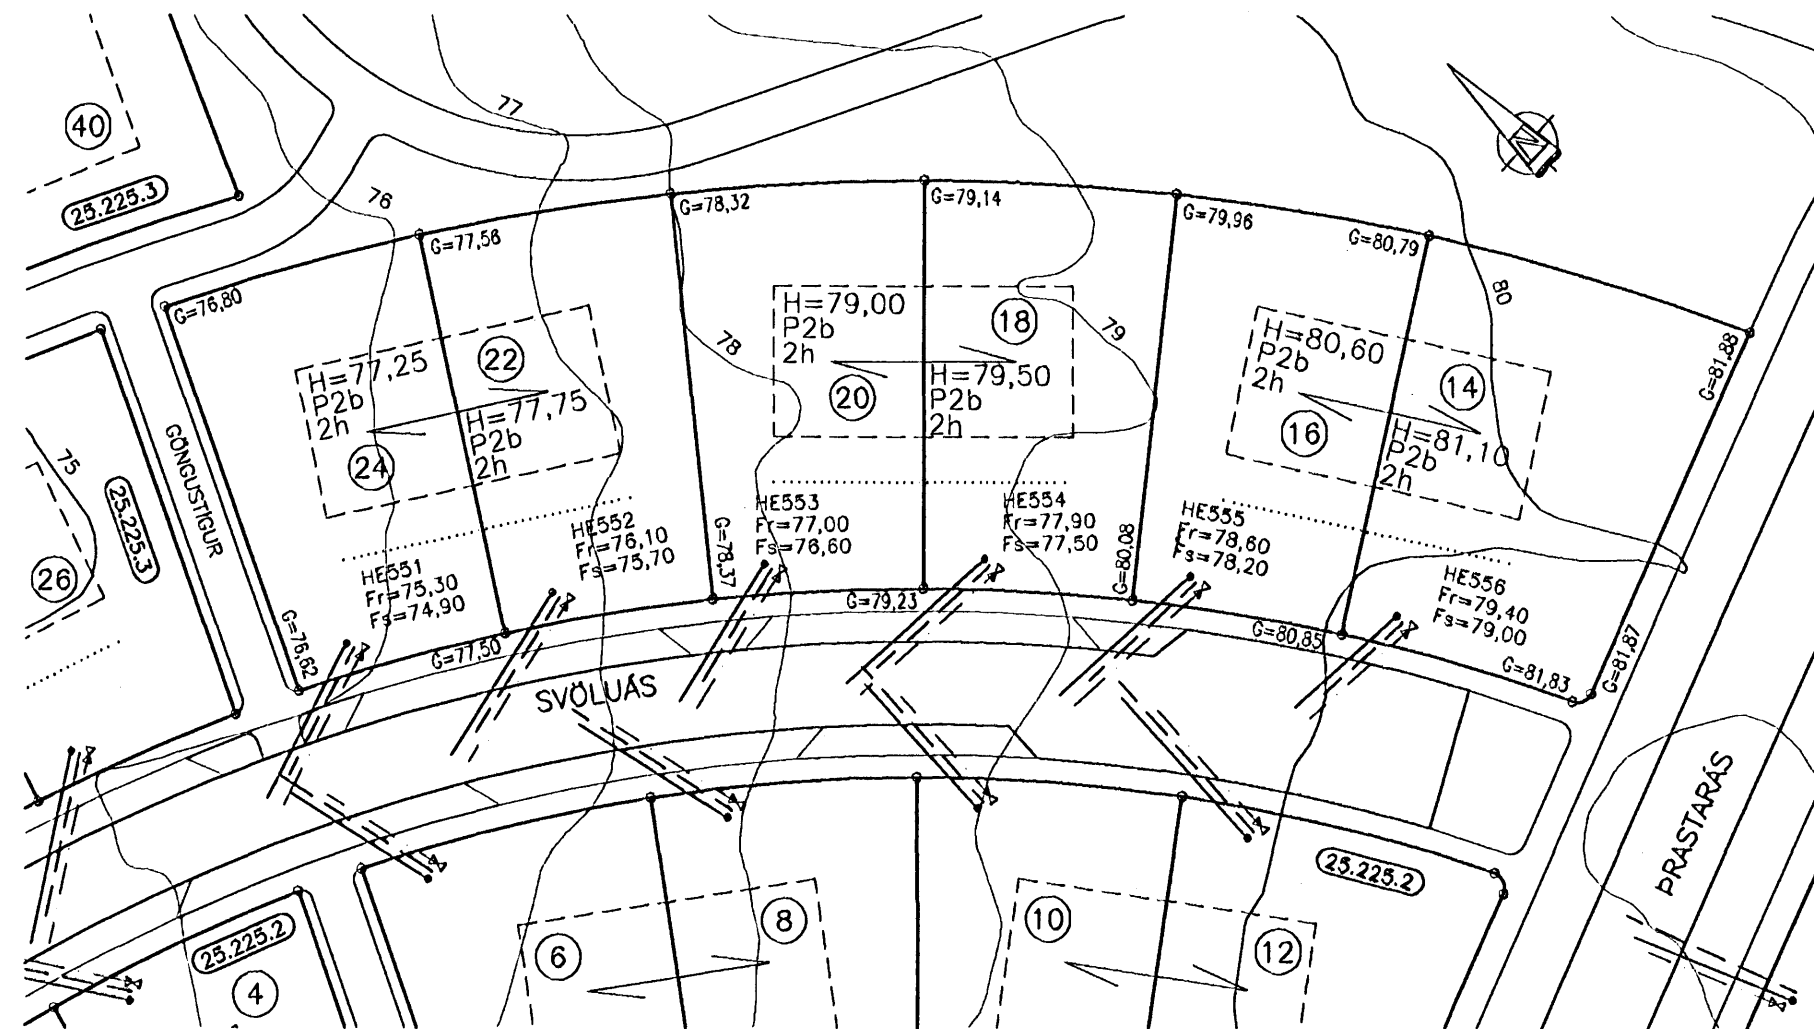 40
25.225.3
77
76
G=77,56
G=78,32
G=79,14
G=79,96
G=80,79
N
80
G=76,80
H=77,25
P2b
2h
24
22
H=77,75
P2b
2h
78
H=79,00
P2b
2h
20
18
H=79,50
P2b
2h
79
H=80,60
P2b
2h
16
14
H=81,10
P2b
2h
G=81,88
GÖNGUSTÍGUR
75
25.225.3
26
HE551
Fr=75,30
Fs=74,90
HE552
Fr=76,10
Fs=75,70
HE553
Fr=77,00
Fs=76,60
HE554
Fr=77,90
Fs=77,50
HE555
Fr=78,60
Fs=78,20
HE556
Fr=79,40
Fs=79,00
G=76,62
G=77,50
G=78,37
G=79,23
G=80,08
G=80,85
G=81,83
G=81,87
SVÖLUÁS
ÞRASTARÁS
25.225.2
4
6
8
10
12
25.225.2